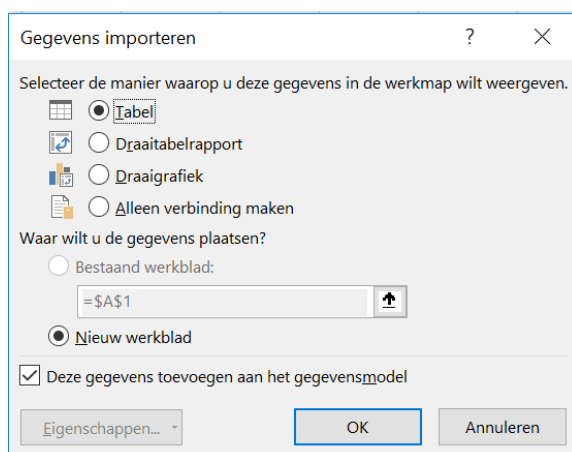 Gegevens importeren ?
Selecteer de manier waarop u deze gegevens in de werkmap wilt weergeven.
Tabel
Draaitabelrapport
Draaigrafiek
Alleen verbinding maken
Waar wilt u de gegevens plaatsen?
Bestaand werkblad:
=$A$1
Nieuw werkblad
Deze gegevens toevoegen aan het gegevensmodel
Eigenschappen... OK Annuleren